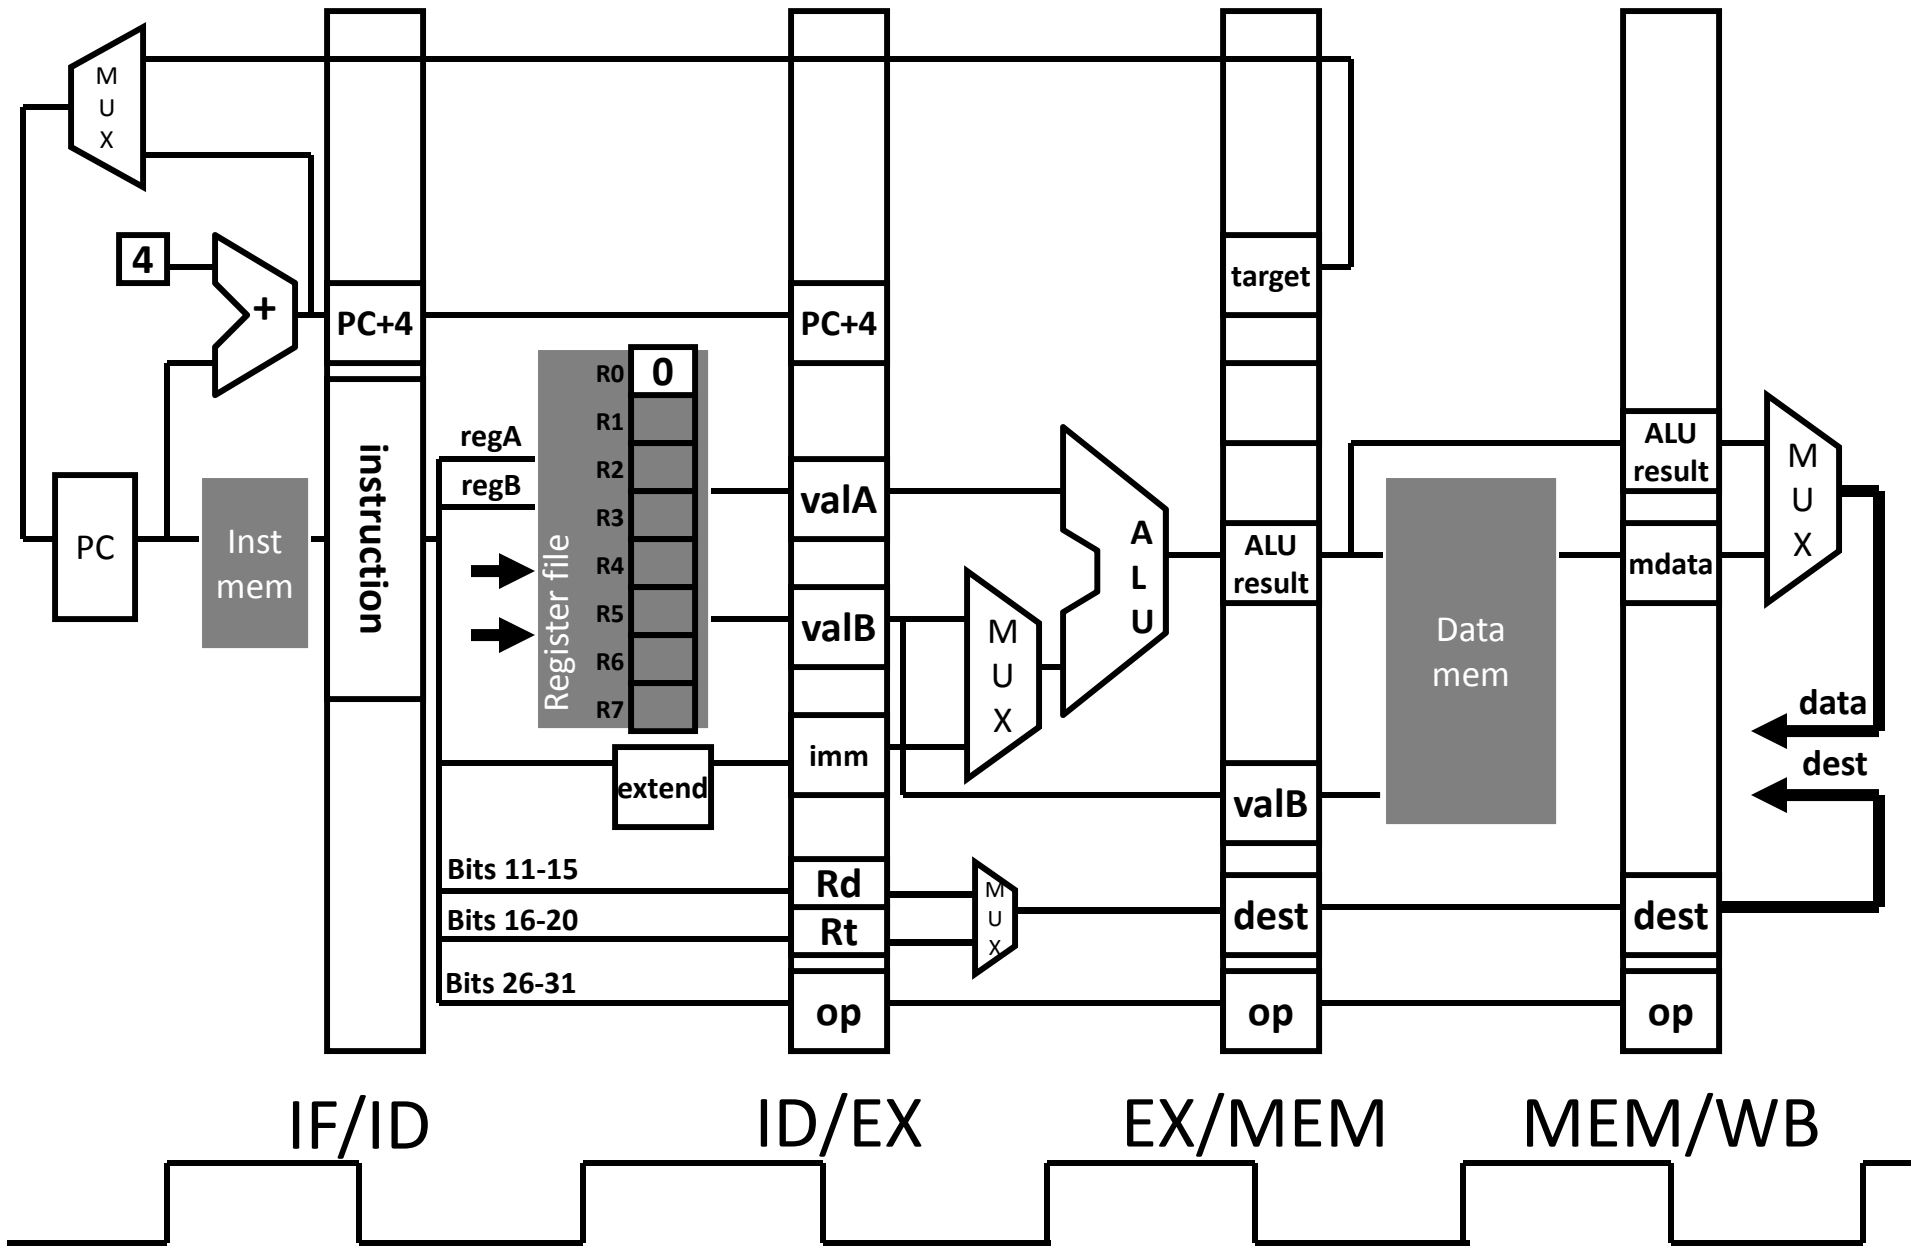 M
U
X
4
+
PC+4
PC+4
target
R0 0
R1
R2
R3
R4
R5
R6
R7
Register file
regA
regB
instruction
PC
Inst
mem
valA
valB
imm
extend
M
U
X
A
L
U
ALU
result
valB
Data
mem
ALU
result
mdata
M
U
X
data
dest
Bits 11-15
Bits 16-20
Bits 26-31
Rd
Rt
op
M
U
X
dest
op
dest
op
IF/ID
ID/EX
EX/MEM
MEM/WB